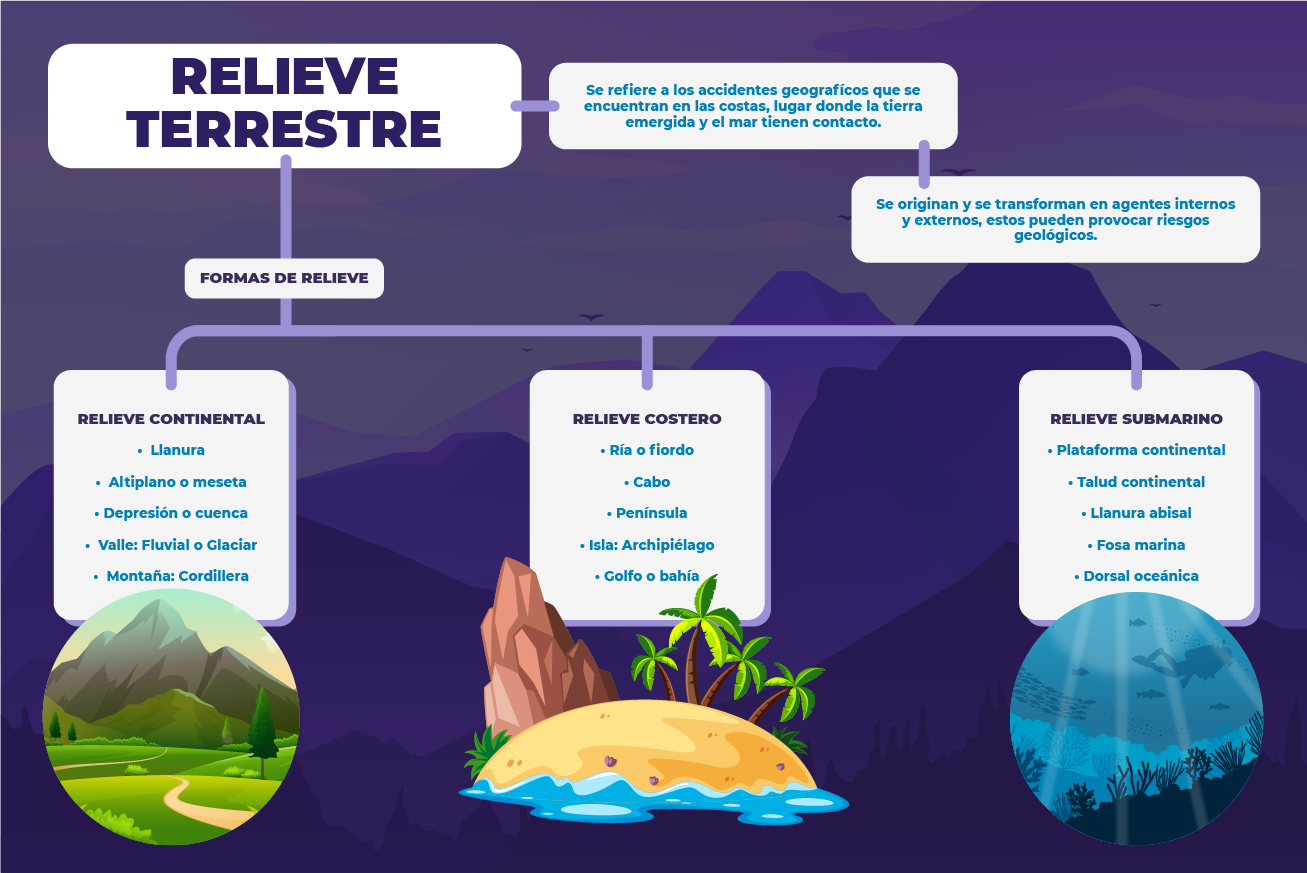 RELIEVE
TERRESTRE
Se refiere a los accidentes geografícos que se
encuentran en las costas, lugar donde la tierra
emergida y el mar tienen contacto.
Se originan y se transforman en agentes internos
y externos, estos pueden provocar riesgos
geológicos.
FORMAS DE RELIEVE
RELIEVE CONTINENTAL
• Llanura
• Altiplano o meseta
• Depresión o cuenca
• Valle: Fluvial o Glaciar
• Montaña: Cordillera
RELIEVE COSTERO
• Ría o fiordo
• Cabo
• Península
• Isla: Archipiélago
• Golfo o bahía
RELIEVE SUBMARINO
• Plataforma continental
• Talud continental
• Llanura abisal
• Fosa marina
• Dorsal oceánica